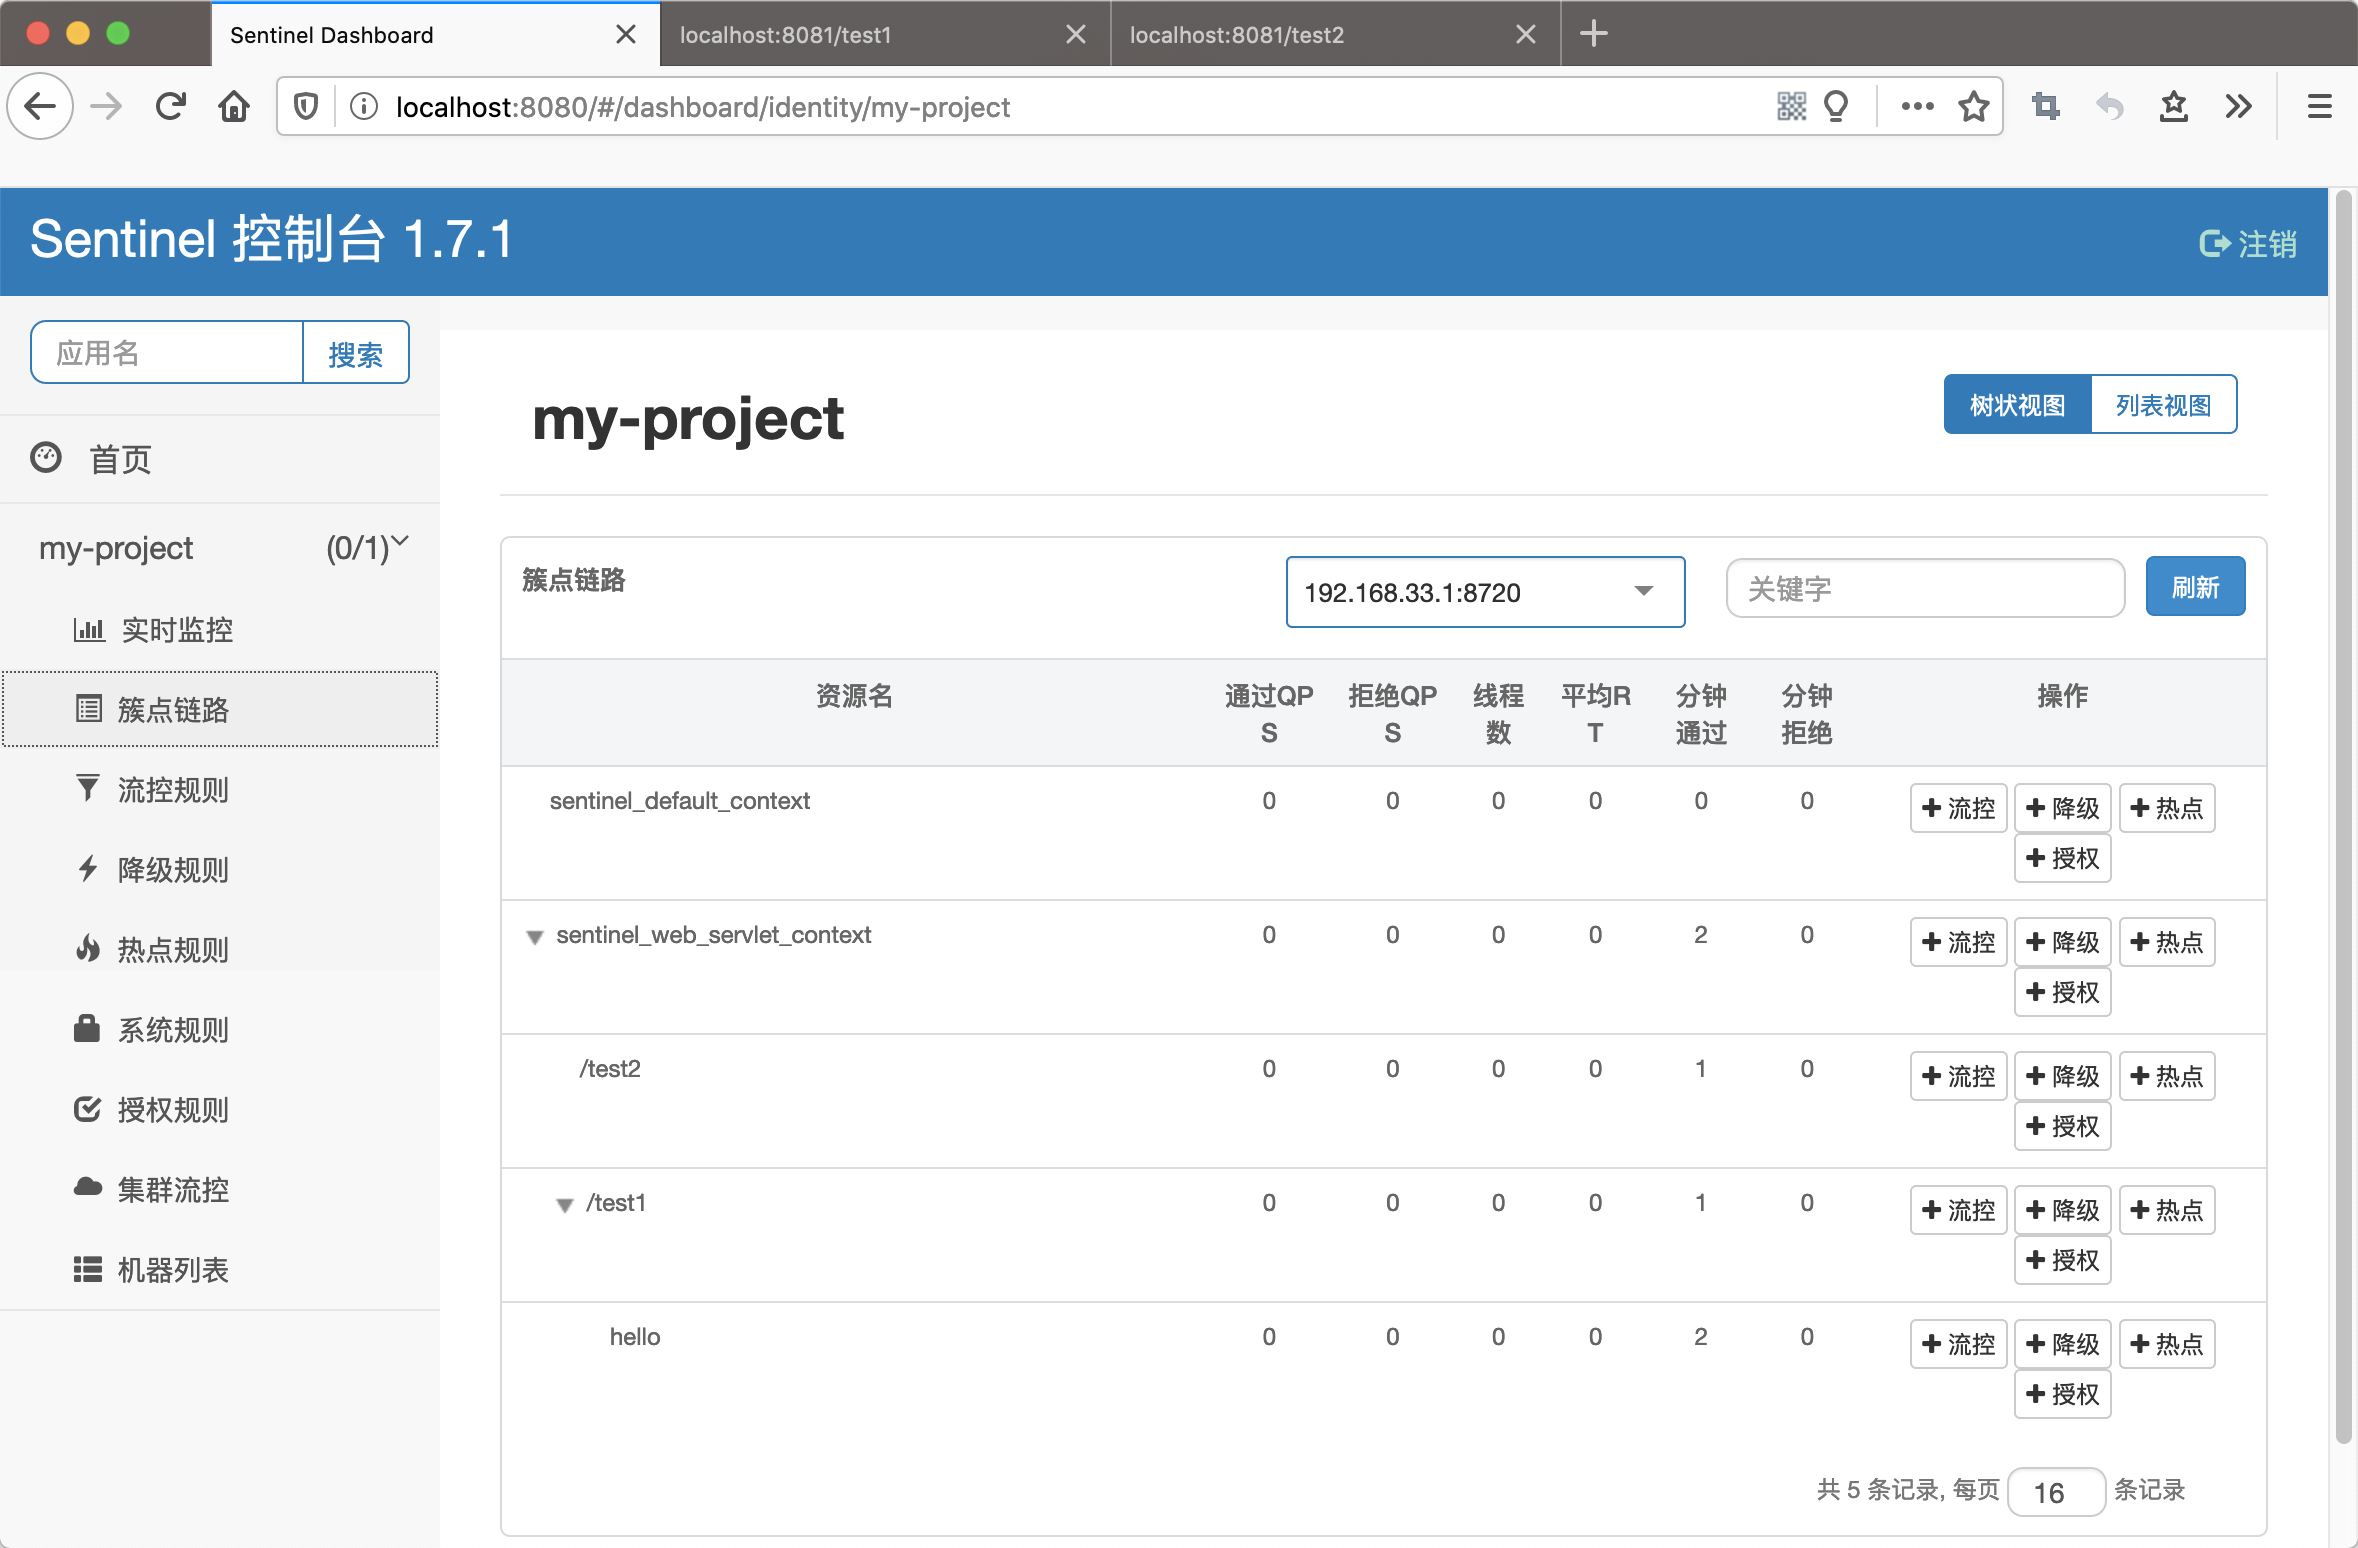 Sentinel Dashboard
localhost:8081/test1
localhost:8081/test2
localhost:8080/#/dashboard/identity/my-project
Sentinel 控制台 1.7.1
注销
应用名
搜索
首页
my-project (0/1)
实时监控
簇点链路
流控规则
降级规则
热点规则
系统规则
授权规则
集群流控
机器列表
my-project
树状视图 列表视图
簇点链路
192.168.33.1:8720
关键字
刷新
资源名 通过QPS 拒绝QPS 线程数 平均RT 分钟通过 分钟拒绝 操作
sentinel_default_context 0 0 0 0 0 0 流控 降级 热点
授权
sentinel_web_servlet_context 0 0 0 0 2 0 流控 降级 热点
授权
/test2 0 0 0 0 1 0 流控 降级 热点
授权
/test1 0 0 0 0 1 0 流控 降级 热点
授权
hello 0 0 0 0 2 0 流控 降级 热点
授权
共 5 条记录, 每页 16 条记录